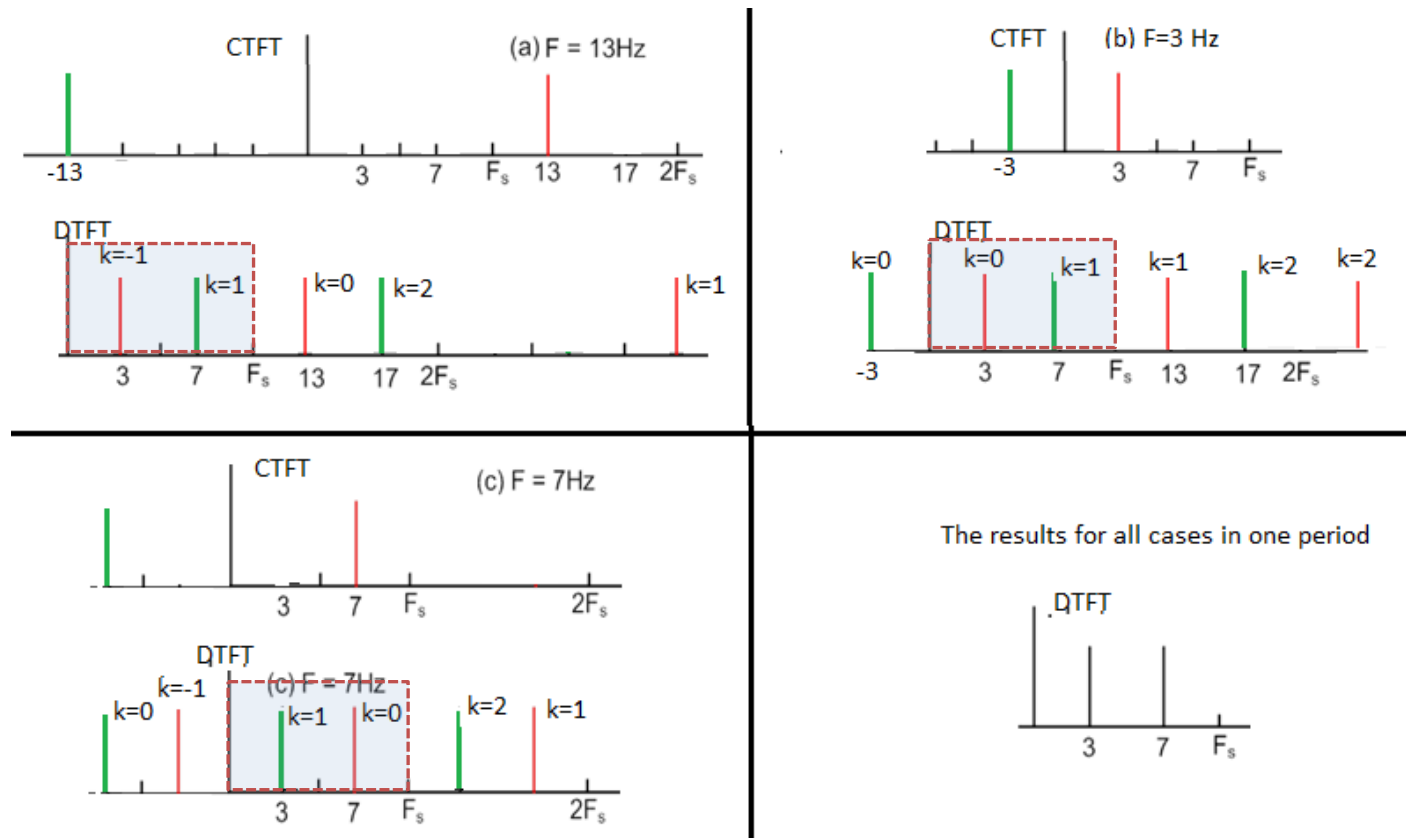 CTFT
(a) F = 13Hz
-13 3 7 Fs 13 17 2Fs
DTFT
k=-1
k=1 k=0 k=2 k=1
3 7 Fs 13 17 2Fs
CTFT
(b) F=3 Hz
-3 3 7 Fs
DTFT
k=0 k=0 k=1 k=1 k=2 k=2
-3 3 7 Fs 13 17 2Fs
CTFT
(c) F = 7Hz
3 7 Fs 2Fs
DTFT
(c) F = 7Hz
k=0 k=-1 k=1 k=0 k=2 k=1
3 7 Fs 2Fs
The results for all cases in one period
DTFT
3 7 Fs